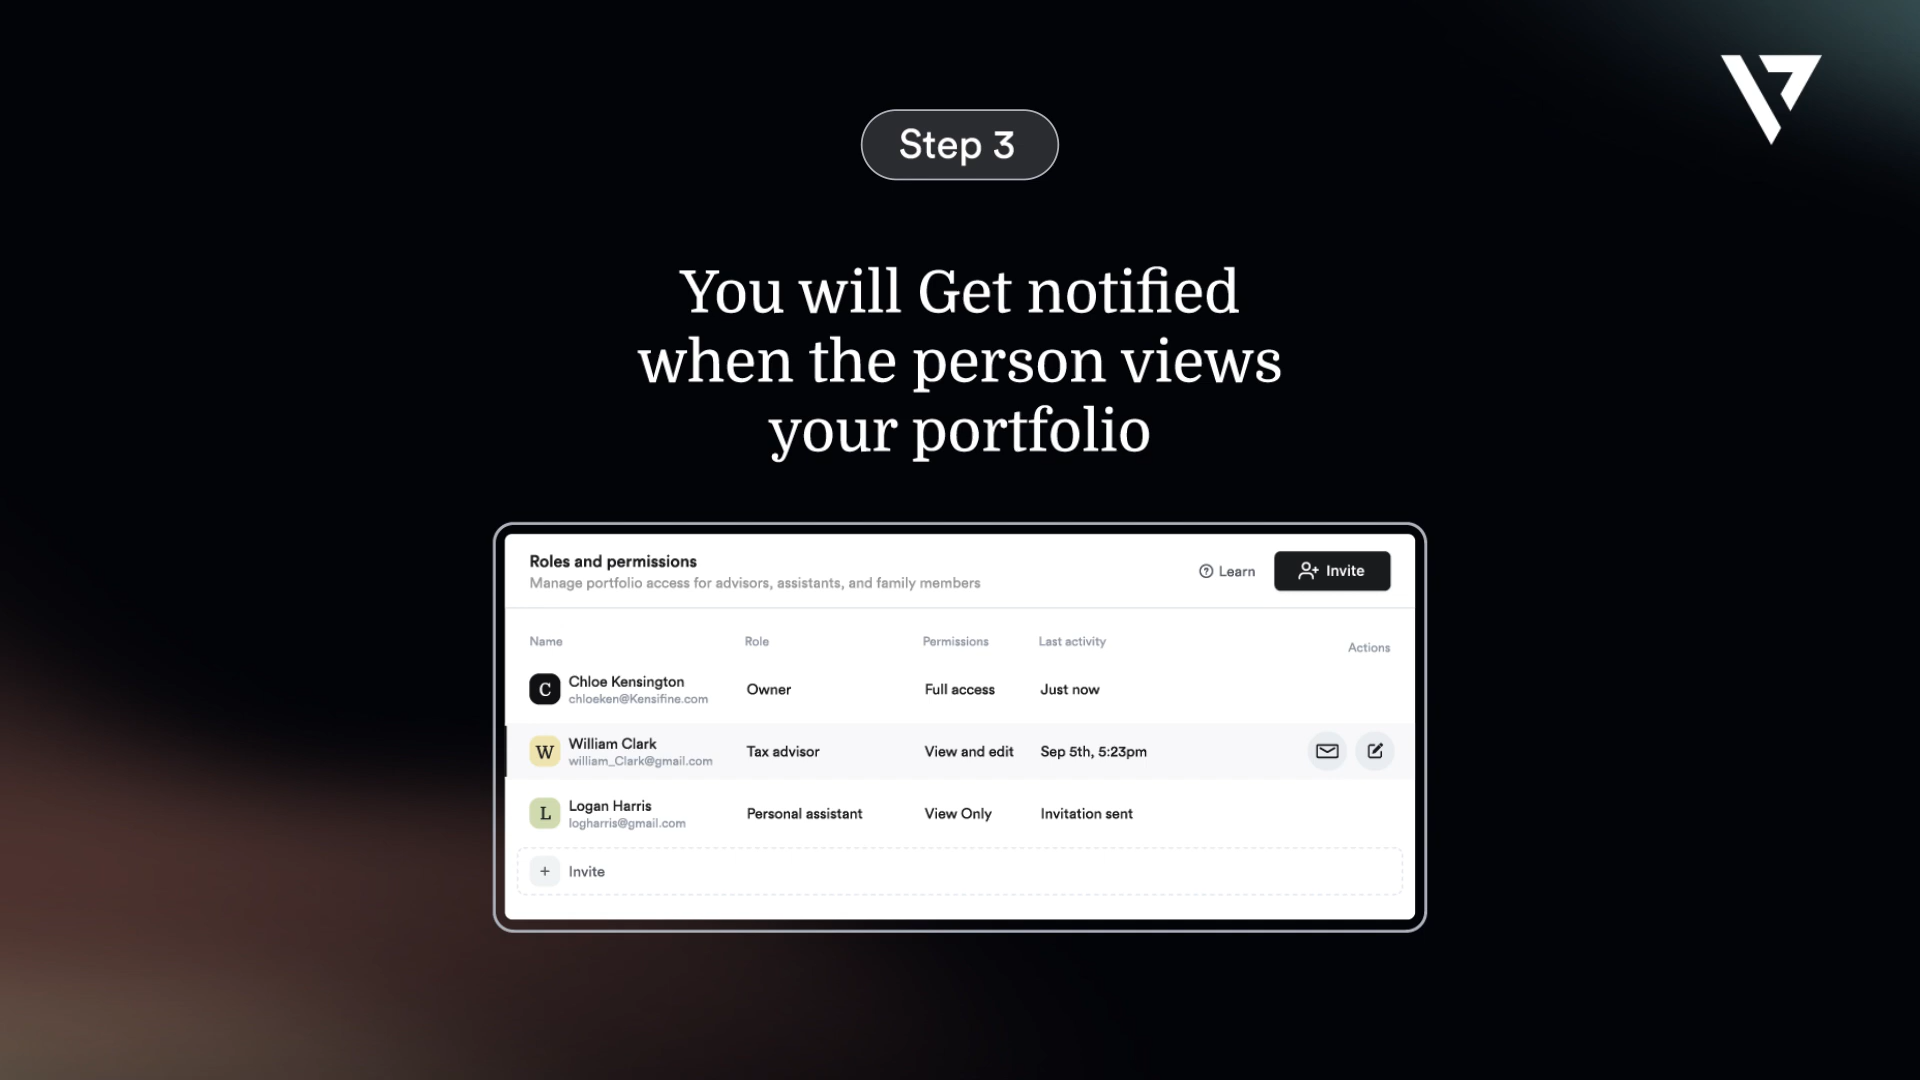 Step 3
You will Get notified
when the person views
your portfolio
Roles and permissions
Manage portfolio access for advisors, assistants, and family members
Learn
Invite
Name Role Permissions Last activity Actions
C Chloe Kensington Owner Full access Just now
chloeken@Kensifine.com
W William Clark Tax advisor View and edit Sep 5th, 5:23pm
william_Clark@gmail.com
L Logan Harris Personal assistant View Only Invitation sent
logharris@gmail.com
+ Invite